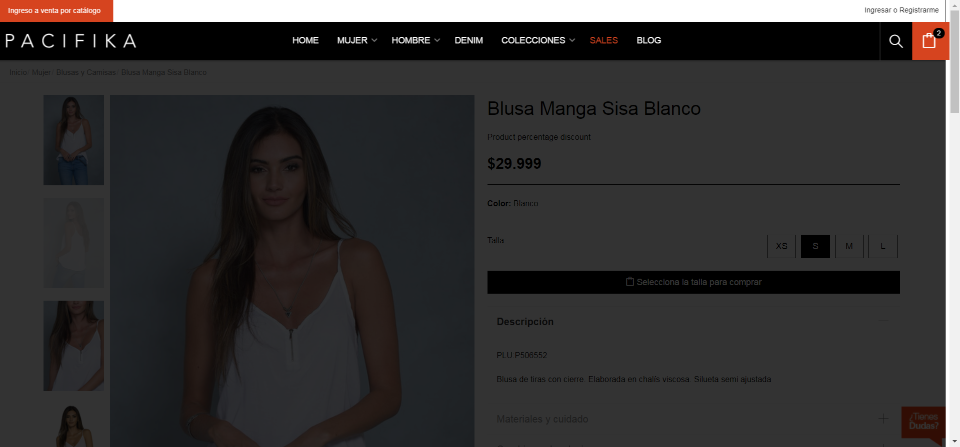 Ingreso a venta por catálogo
Ingresar o Registrarme
PACIFIKA
HOME MUJER HOMBRE DENIM COLECCIONES SALES BLOG
2
Inicio Mujer Blusas y Camisas Blusa Manga Sisa Blanco
Blusa Manga Sisa Blanco
Product percentage discount
$29.999
Color: Blanco
Talla
XS S M L
Selecciona la talla para comprar
Descripción
PLU:P508552
Blusa de tiras con cierre. Elaborada en chalis viscosa. Silueta semi ajustada
Materiales y cuidado
¿Tienes
Dudas?